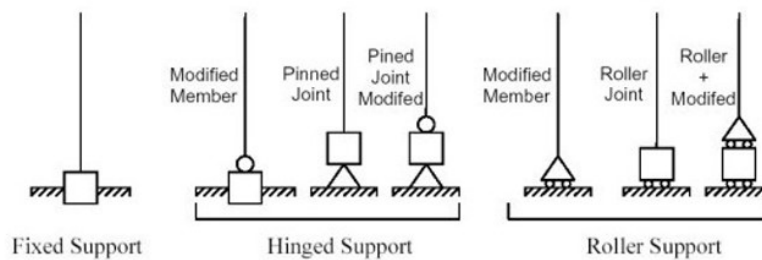 Modified
Member
Pinned
Joint
Pined
Joint
Modifed
Modified
Member
Roller
Joint
Roller
+
Modifed
Fixed Support
Hinged Support
Roller Support